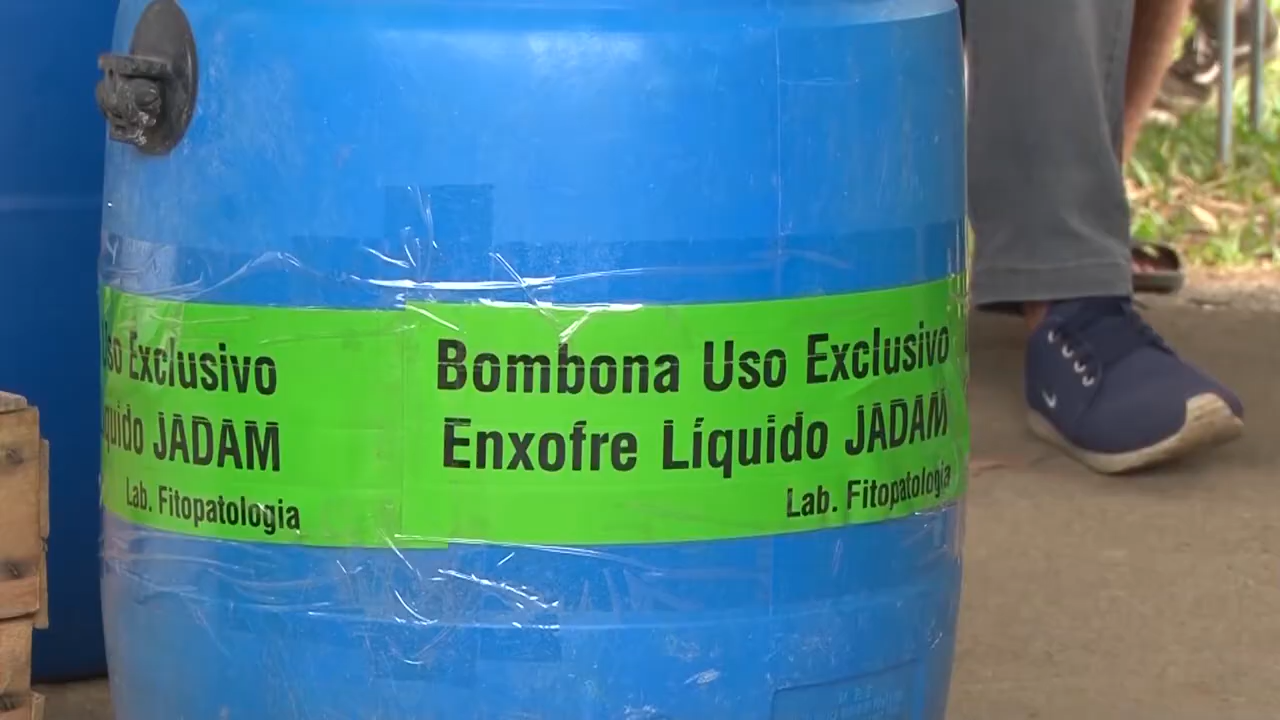 Uso Exclusivo
quido JADAM
Lab. Fitopatologia
Bombona Uso Exclusivo
Enxofre Líquido JADAM
Lab. Fitopatologia